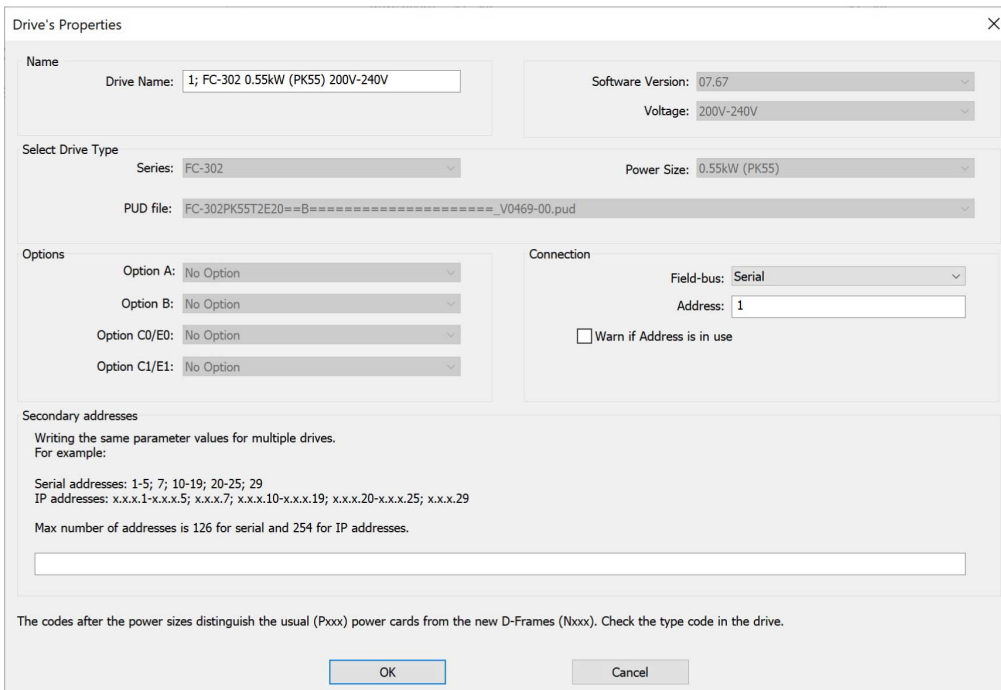 Drive's Properties
Name
Drive Name: 1; FC-302 0.55kW (PK55) 200V-240V
Software Version: 07.67
Voltage: 200V-240V
Select Drive Type
Series: FC-302
Power Size: 0.55kW (PK55)
PUD file: FC-302PK55T2E20==B======================_V0469-00.pud
Options
Option A: No Option
Option B: No Option
Option C0/E0: No Option
Option C1/E1: No Option
Connection
Field-bus: Serial
Address: 1
Warn if Address is in use
Secondary addresses
Writing the same parameter values for multiple drives.
For example:
Serial addresses: 1-5; 7; 10-19; 20-25; 29
IP addresses: x.x.x.1-x.x.x.5; x.x.x.7; x.x.x.10-x.x.x.19; x.x.x.20-x.x.x.25; x.x.x.29
Max number of addresses is 126 for serial and 254 for IP addresses.
The codes after the power sizes distinguish the usual (Pxxx) power cards from the new D-Frames (Nxxx). Check the type code in the drive.
OK
Cancel